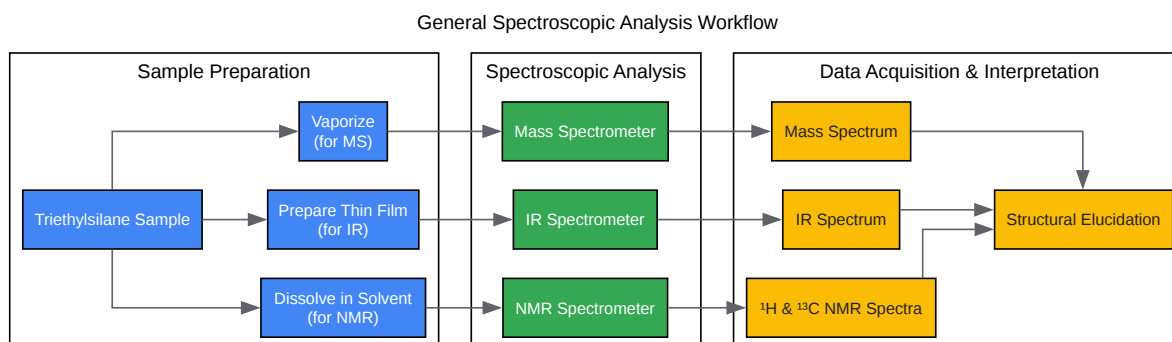 General Spectroscopic Analysis Workflow
Sample Preparation
Spectroscopic Analysis
Data Acquisition & Interpretation
Vaporize
(for MS)
Mass Spectrometer
Mass Spectrum
Triethylsilane Sample
Prepare Thin Film
(for IR)
IR Spectrometer
IR Spectrum
Structural Elucidation
Dissolve in Solvent
(for NMR)
NMR Spectrometer
¹H & ¹³C NMR Spectra